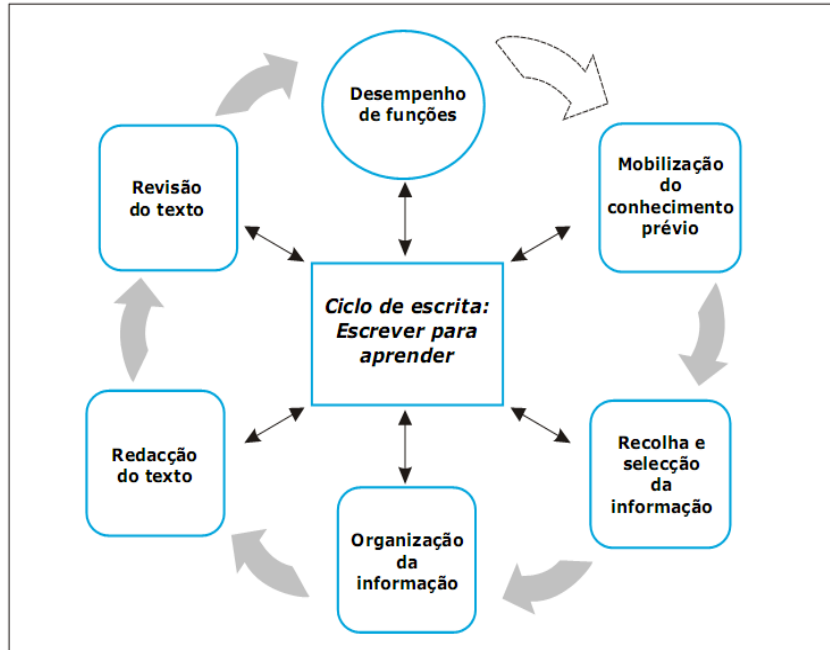 Desempenho
de funções
Mobilização
do
conhecimento
prévio
Recolha e
selecção da
informação
Organização
da
informação
Redacção
do texto
Revisão
do texto
Ciclo de escrita:
Escrever para
aprender